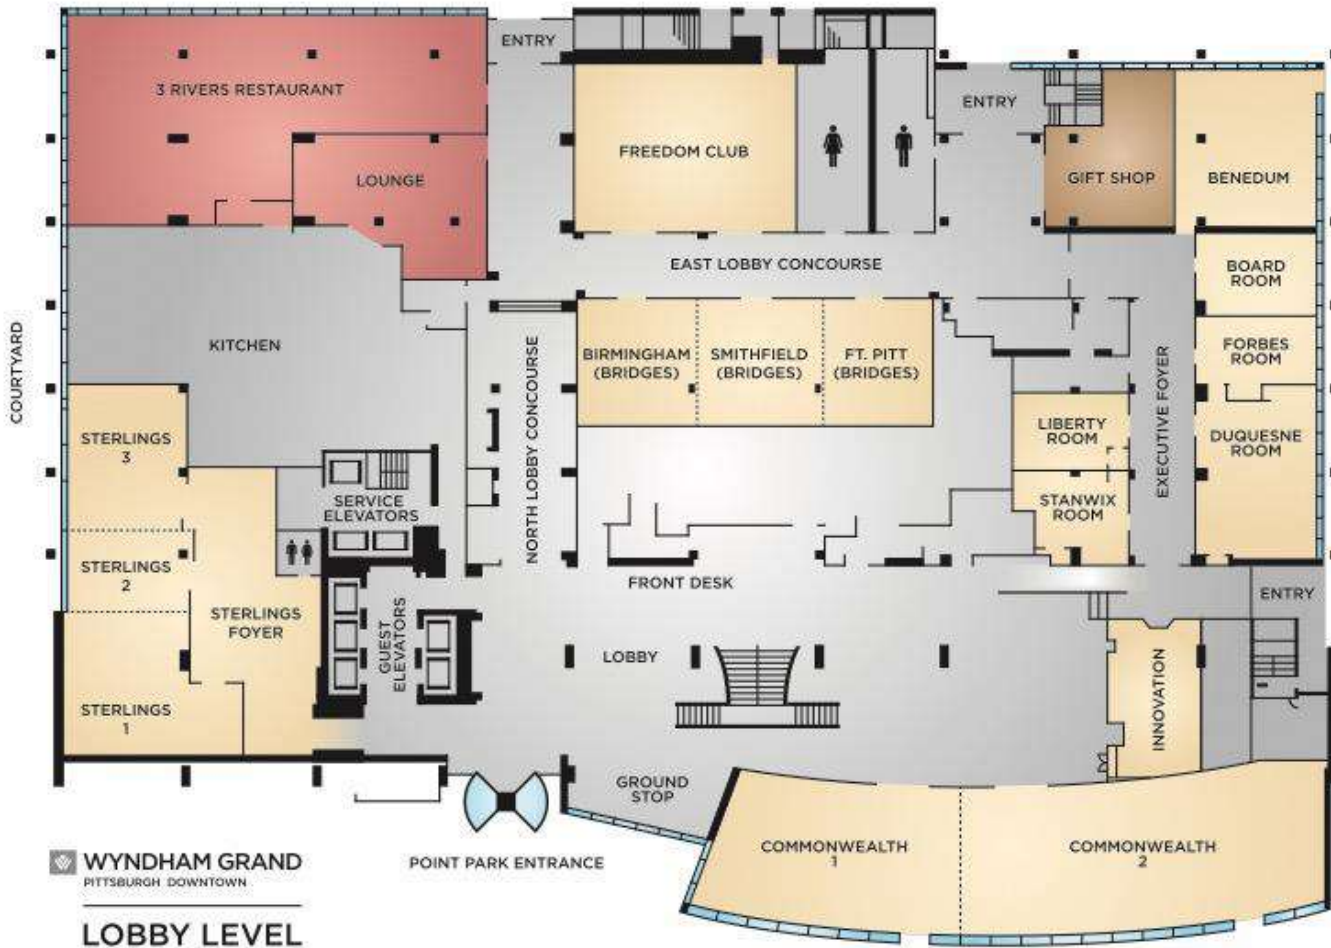 ENTRY
3 RIVERS RESTAURANT
ENTRY
FREEDOM CLUB
LOUNGE
GIFT SHOP
BENEDUM
EAST LOBBY CONCOURSE
BOARD
ROOM
COURTYARD
KITCHEN
NORTH LOBBY CONCOURSE
BIRMINGHAM
(BRIDGES)
SMITHFIELD
(BRIDGES)
FT. PITT
(BRIDGES)
FORBES
ROOM
EXECUTIVE FOYER
STERLINGS
3
LIBERTY
ROOM
DUQUESNE
ROOM
SERVICE
ELEVATORS
STANWIX
ROOM
STERLINGS
2
FRONT DESK
ENTRY
STERLINGS
FOYER
GUEST
ELEVATORS
LOBBY
INNOVATION
STERLINGS
1
GROUND
STOP
COMMONWEALTH
1
COMMONWEALTH
2
POINT PARK ENTRANCE
WYNDHAM GRAND
PITTSBURGH DOWNTOWN
LOBBY LEVEL